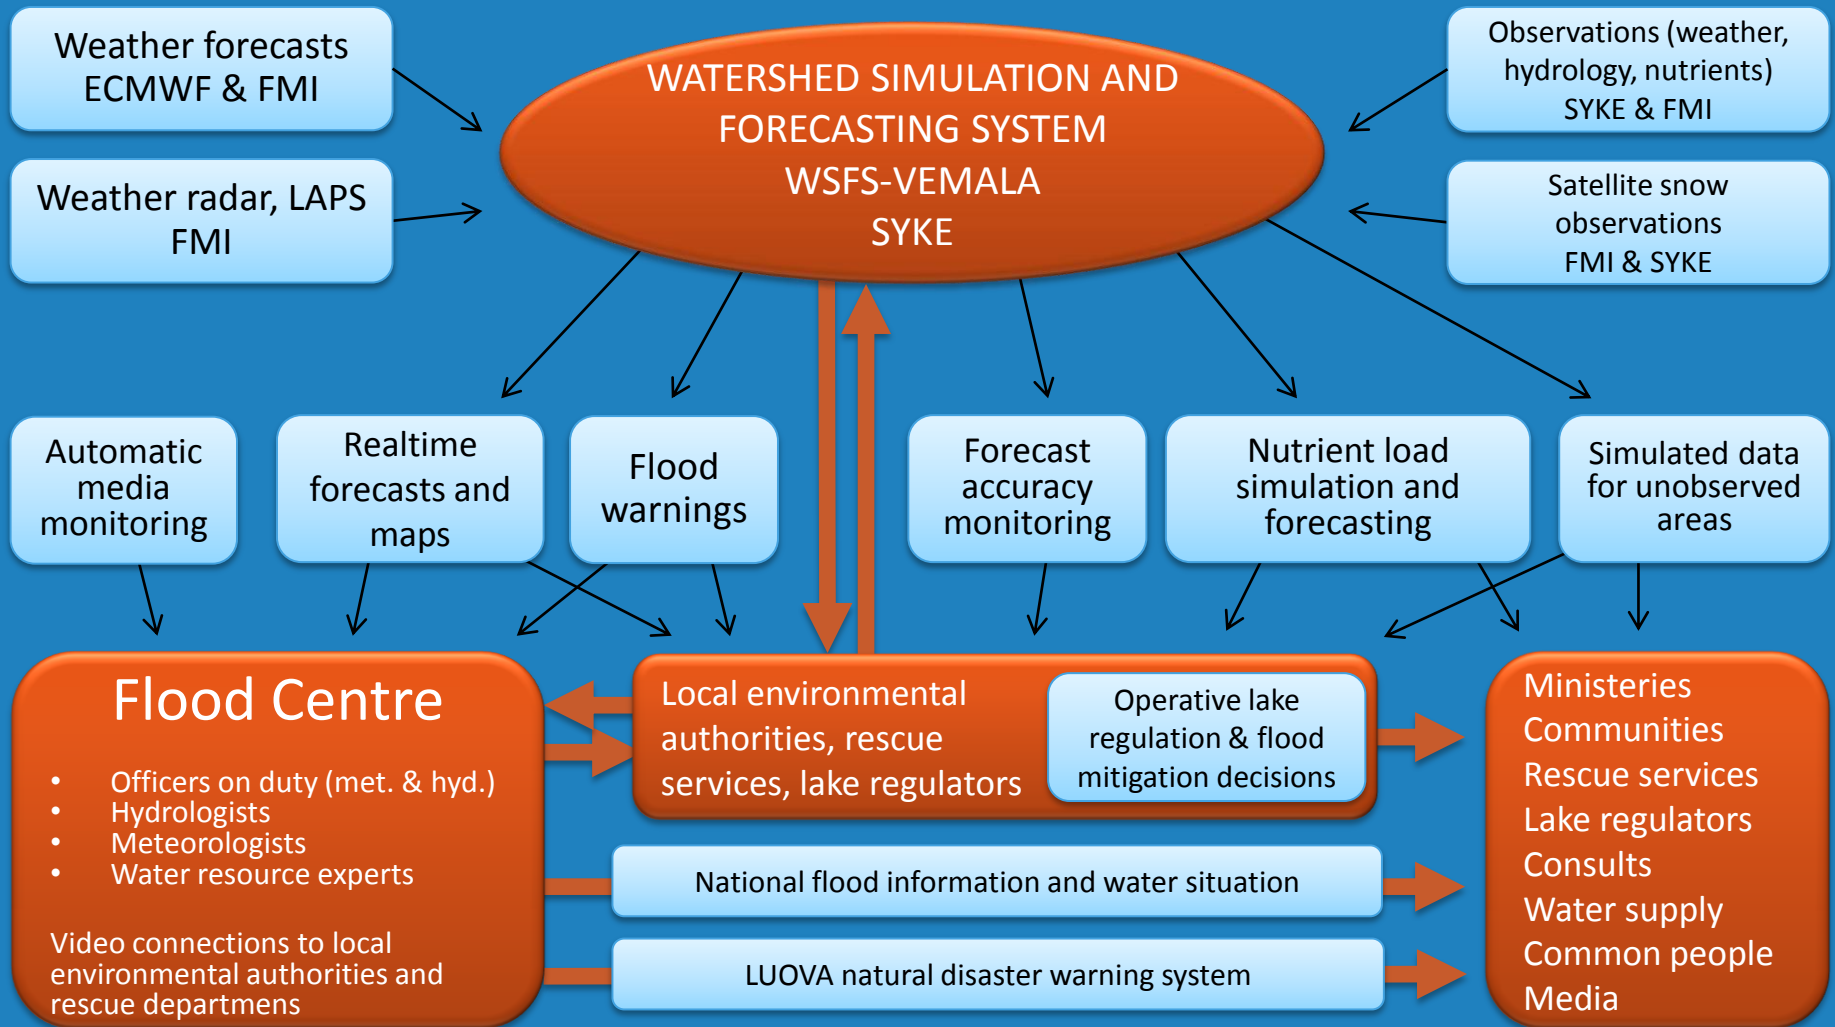 Weather forecasts
ECMWF & FMI
WATERSHED SIMULATION AND
FORECASTING SYSTEM
WSFS-VEMALA
SYKE
Observations (weather,
hydrology, nutrients)
SYKE & FMI
Weather radar, LAPS
FMI
Satellite snow
observations
FMI & SYKE
Automatic
media
monitoring
Realtime
forecasts and
maps
Flood
warnings
Forecast
accuracy
monitoring
Nutrient load
simulation and
forecasting
Simulated data
for unobserved
areas
Flood Centre
• Officers on duty (met. & hyd.)
• Hydrologists
• Meteorologists
• Water resource experts
Video connections to local
environmental authorities and
rescue departmens
Local environmental
authorities, rescue
services, lake regulators
Operative lake
regulation & flood
mitigation decisions
National flood information and water situation
LUOVA natural disaster warning system
Ministeries
Communities
Rescue services
Lake regulators
Consults
Water supply
Common people
Media